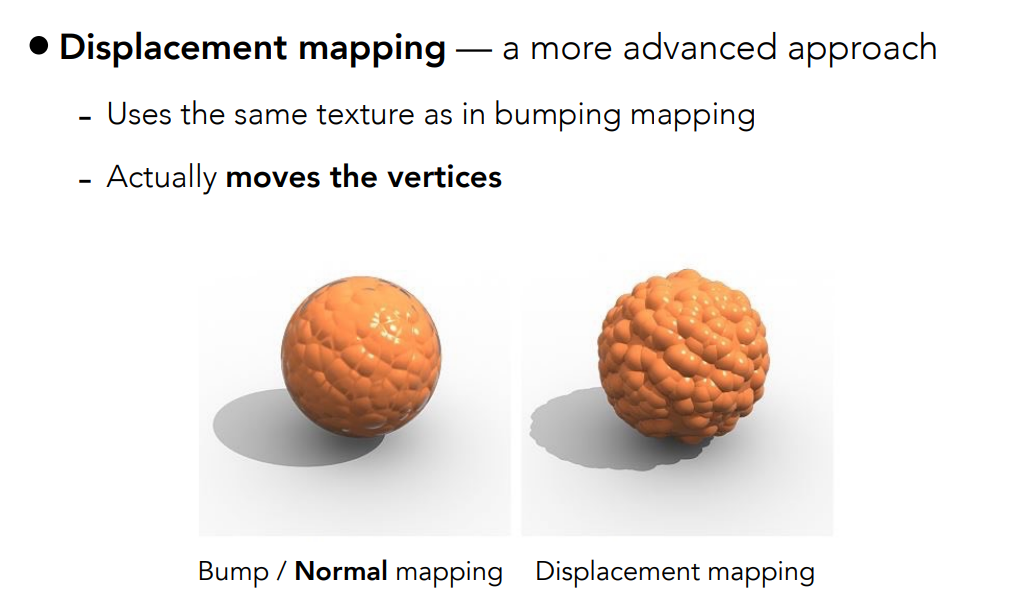 ● Displacement mapping — a more advanced approach
- Uses the same texture as in bumping mapping
- Actually moves the vertices
Bump / Normal mapping
Displacement mapping